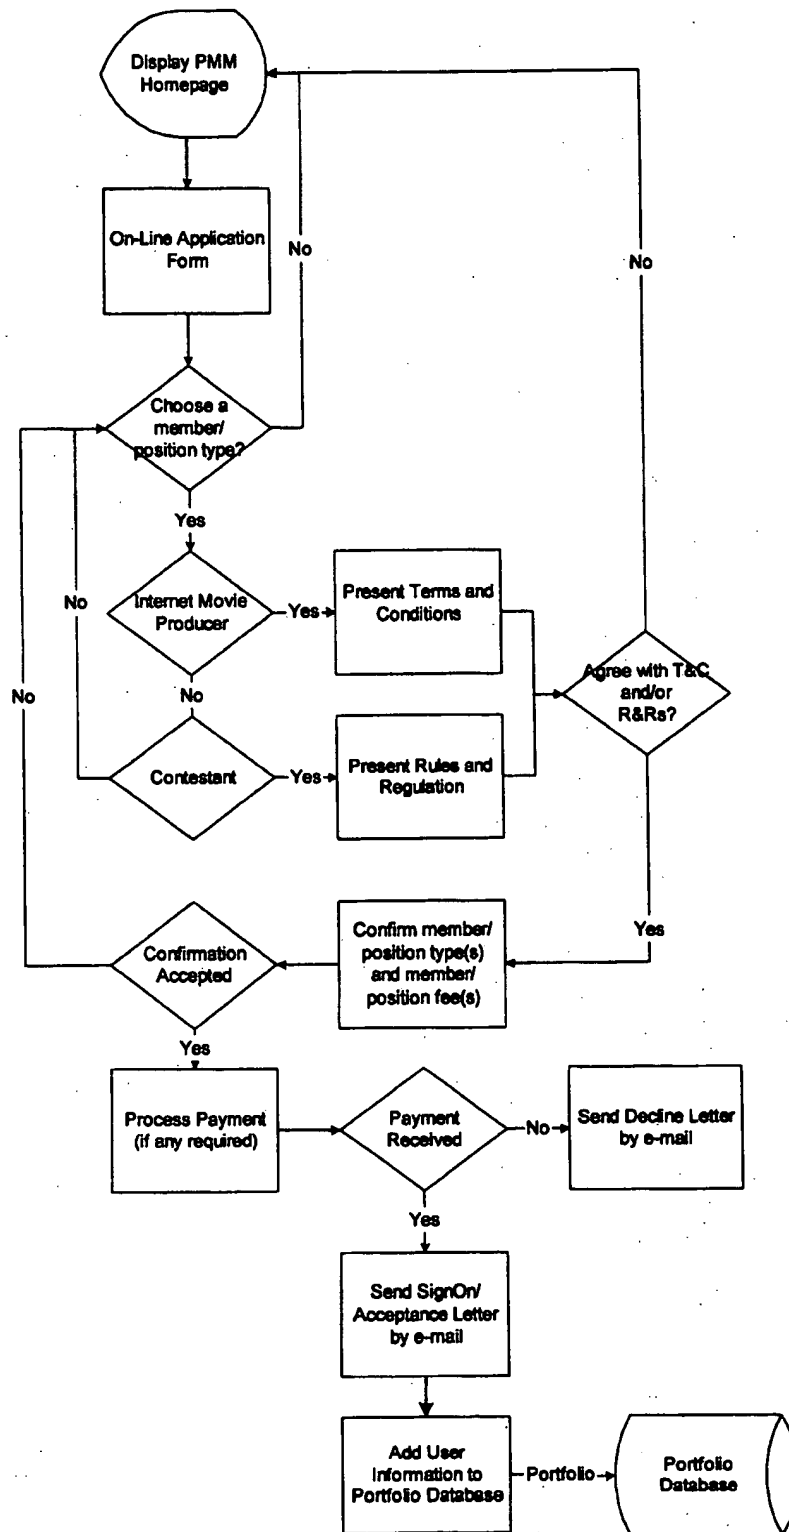 Display PMM
Homepage
On-Line Application
Form
No
No
Choose a
member/
position type?
Yes
No
Internet Movie
Producer
Yes
Present Terms and
Conditions
No
No
Agree with T&C
and/or
R&Rs?
Contestant
Yes
Present Rules and
Regulation
Yes
Confirmation
Accepted
Confirm member/
position type(s)
and member/
position fee(s)
Yes
Process Payment
(if any required)
Payment
Received
No
Send Decline Letter
by e-mail
Yes
Send SignOn/
Acceptance Letter
by e-mail
Add User
Information to
Portfolio Database
Portfolio
Portfolio
Database